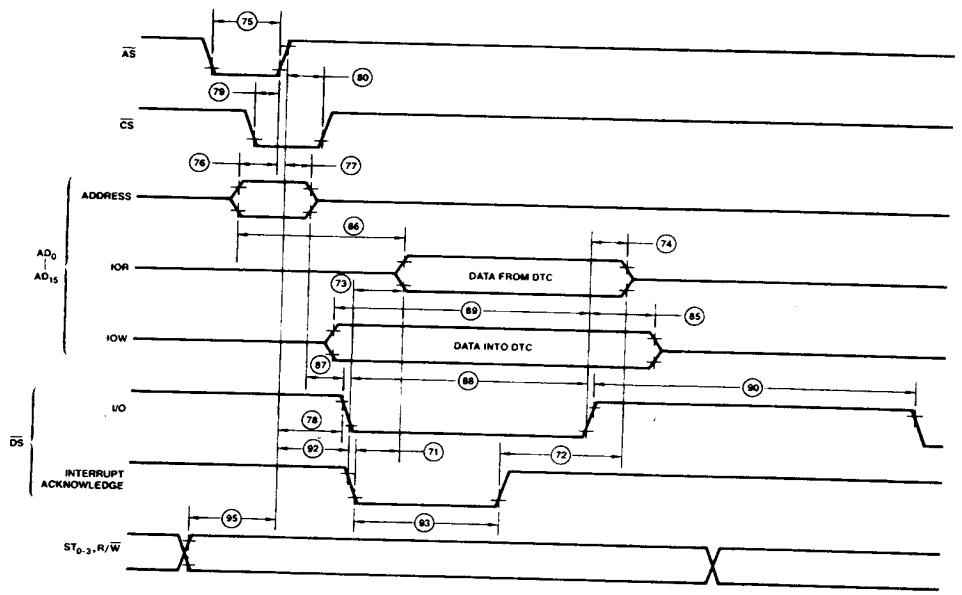 75
AS
80
79
CS
76
77
ADDRESS
86
74
AD0
AD15
IOR
DATA FROM DTC
73
89
85
IOW
DATA INTO DTC
87
88
90
I/O
DS
78
92
71
72
INTERRUPT
ACKNOWLEDGE
93
95
ST0-3, R/W